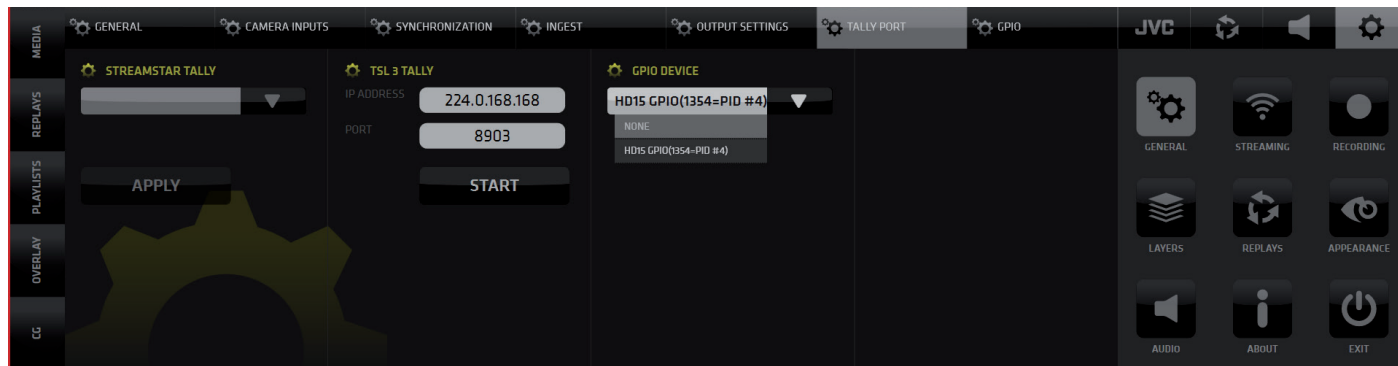 MEDIA
REPLAYS
PLAYLISTS
OVERLAY
CG
GENERAL
CAMERA INPUTS
SYNCHRONIZATION
INGEST
OUTPUT SETTINGS
TALLY PORT
GPIO
JVC
STREAMSTAR TALLY
APPLY
TSL 3 TALLY
IP ADDRESS
224.0.168.168
PORT
8903
START
GPIO DEVICE
HD15 GPIO(1354=PID #4)
NONE
HD15 GPIO(1354=PID #4)
GENERAL
STREAMING
RECORDING
LAYERS
REPLAYS
APPEARANCE
AUDIO
ABOUT
EXIT